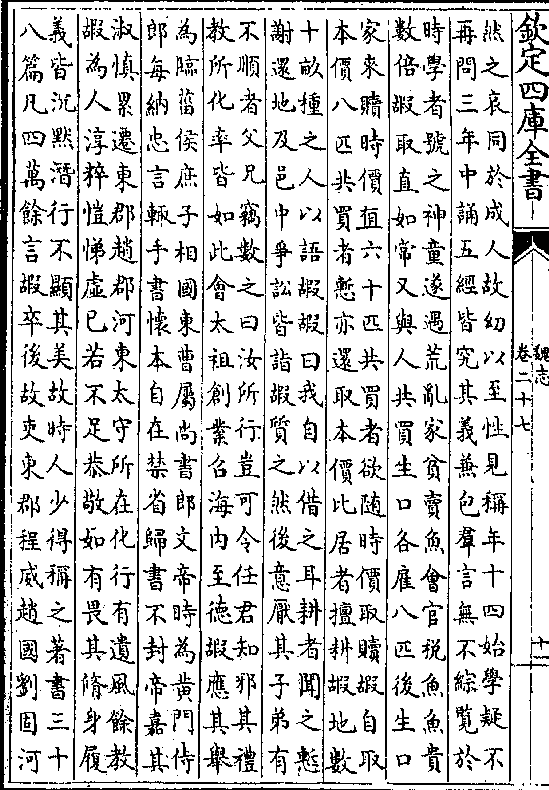 欽定四庫全書
魏志
卷二十七
十一
然之哀同於成人故幼以至性見稱年十四始學疑不
再問三年中誦五經皆究其義兼包羣言無不綜覽於
時學者號之神童遂遇荒亂家貧賣魚會官稅魚魚貴
數倍嘏取直如常又與人共買生口各雇八匹後生口
家來贖時價直六十匹共買者欲隨時價取贖嘏自取
本價八匹共買者慙亦還取本價比居者擅耕嘏地數
十畝種之人以語嘏嘏曰我自以借之耳耕者聞之慙
謝還地及邑中爭訟皆詣嘏質之然後意厭其子弟有
不順者父兄竊數之曰汝所行豈可令任君知邪其禮
教所化率皆如此會太祖創業召海內至德嘏應其舉
為臨菑侯庶子相國東曹屬尚書郎文帝時為黃門侍
郎每納忠言輒手書懷本自在禁省歸書不封帝嘉其
淑慎累遷東郡趙郡河東太守所在化行有遺風餘教
嘏為人淳粹愷悌虛已若不足恭敬如有畏其脩身履
義皆沉默潛行不顯其美故時人少得稱之著書三十
八篇凡四萬餘言嘏卒後故吏東郡程威趙國劉固河